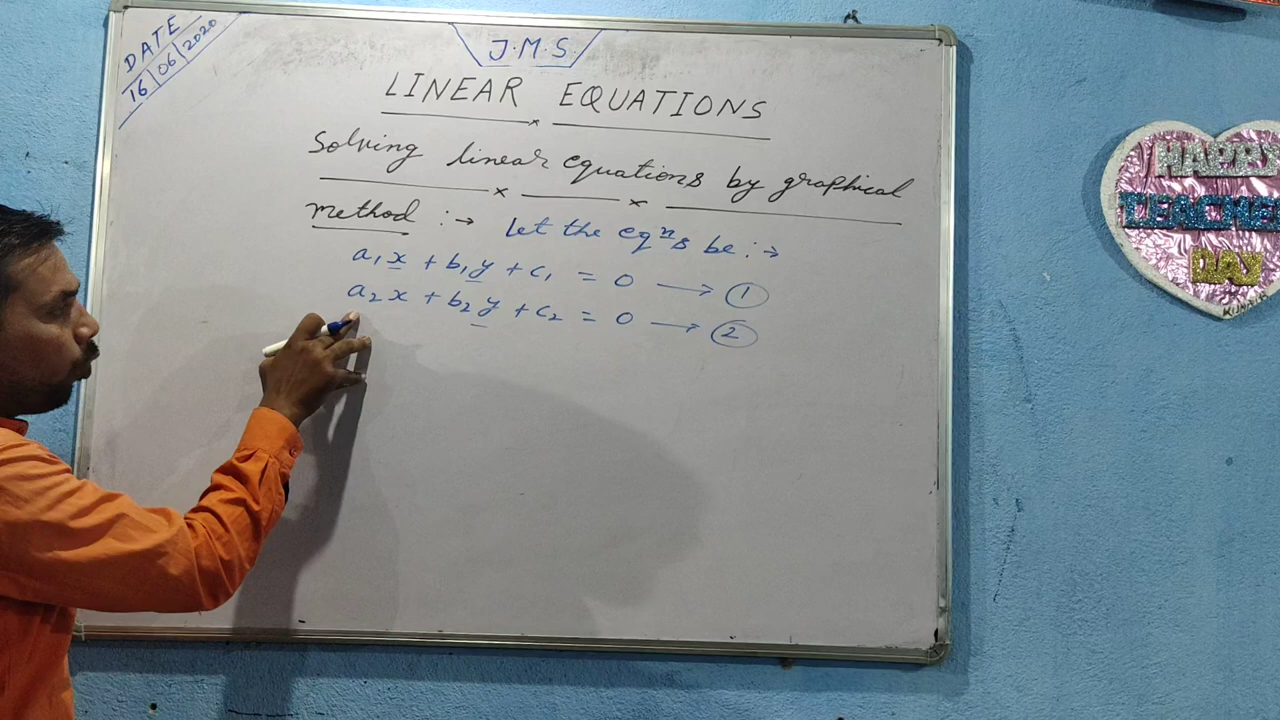 DATE
16/06/2020
J.M.S.
LINEAR EQUATIONS
Solving linear equations by graphical
method :→ Let the eqⁿs be :→
a₁x + b₁y + c₁ = 0 → ①
a₂x + b₂y + c₂ = 0 → ②
HAPPY
TEACHE
DAY